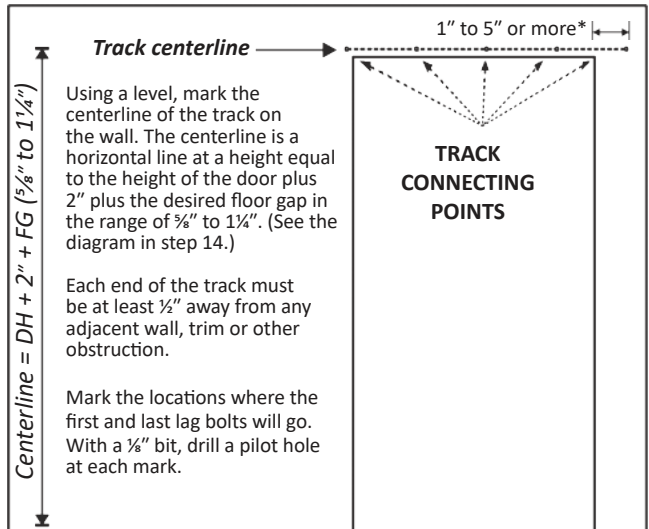 1″ to 5″ or more*
Track centerline
Using a level, mark the
centerline of the track on
the wall. The centerline is a
horizontal line at a height equal
to the height of the door plus
2″ plus the desired floor gap in
the range of ⅝″ to 1¼″. (See the
diagram in step 14.)
Each end of the track must
be at least ½″ away from any
adjacent wall, trim or other
obstruction.
Mark the locations where the
first and last lag bolts will go.
With a ⅛″ bit, drill a pilot hole
at each mark.
TRACK
CONNECTING
POINTS
Centerline = DH + 2″ + FG (⅝″ to 1¼″)